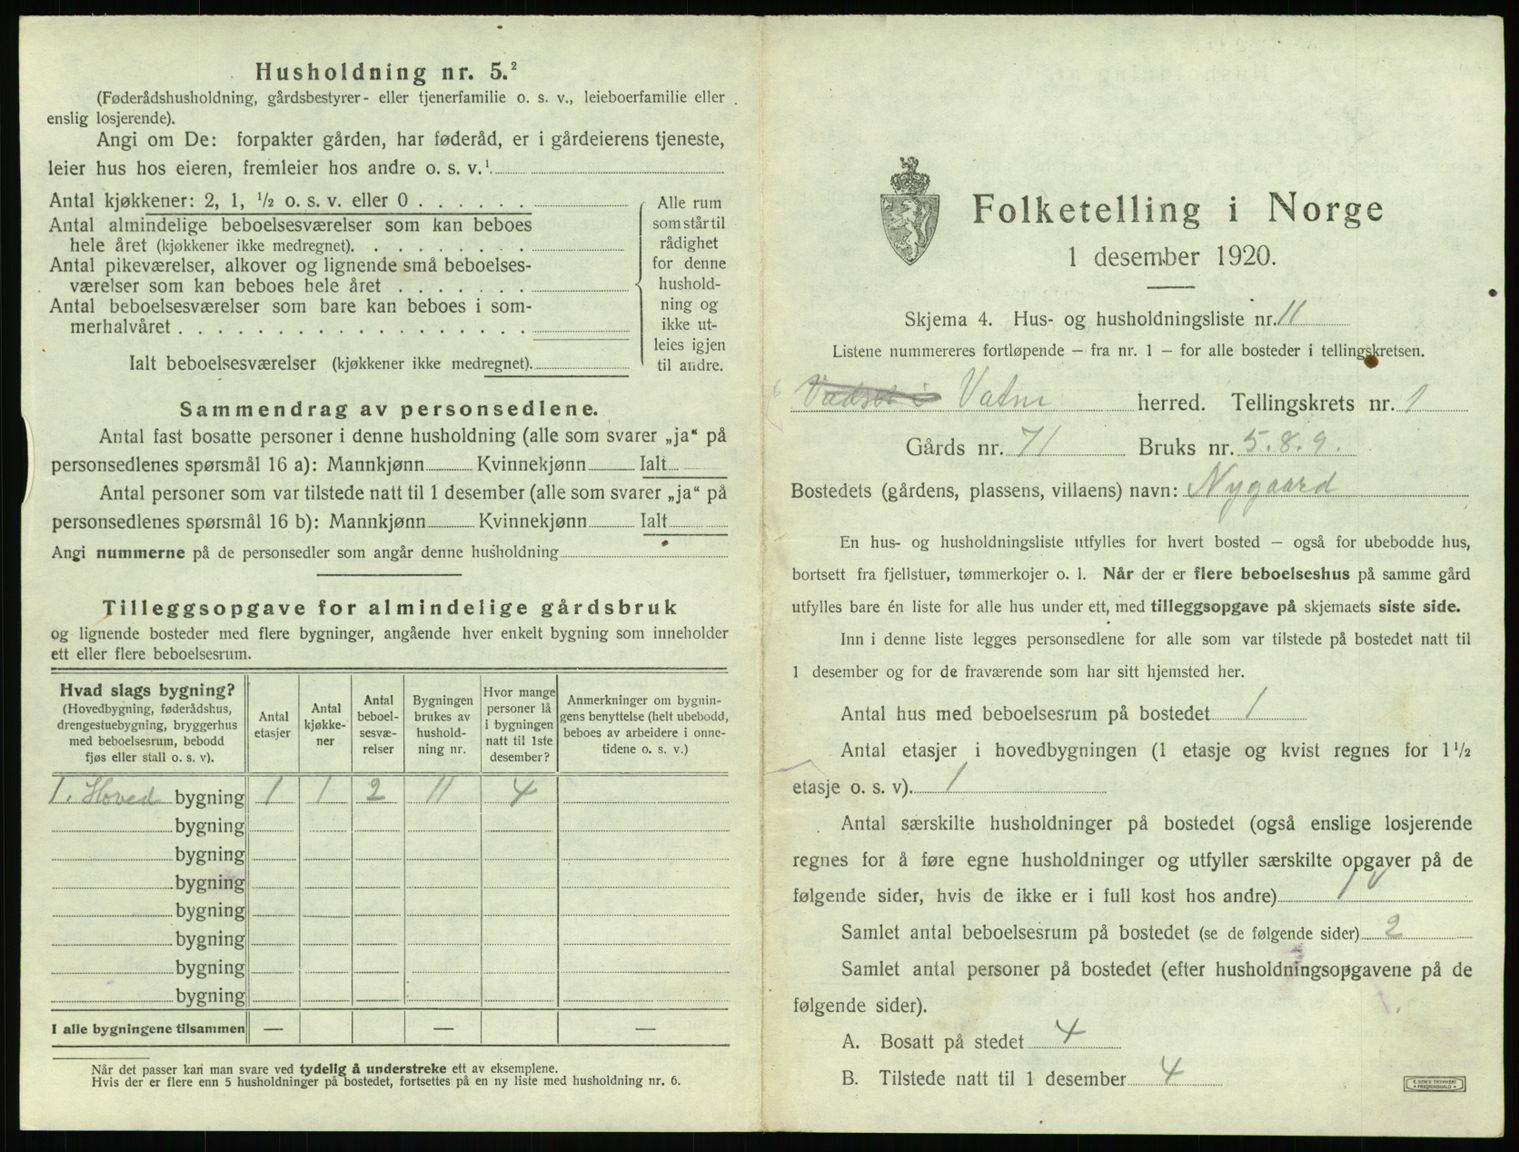 Husholdning nr. 5.²
(Føderådshusholdning, gårdsbestyrer- eller tjenerfamilie o. s. v., leieboerfamilie eller
enslig losjerende).
Angi om De: forpakter gården, har føderåd, er i gårdeierens tjeneste,
leier hus hos eieren, fremleier hos andre o. s. v.¹
Antal kjøkkener: 2, 1, ½ o. s. v. eller 0 . . . . . .
Antal almindelige beboelsesværelser som kan beboes
hele året (kjøkkener ikke medregnet). . . . . . . . .
Antal pikeværelser, alkover og lignende små beboelses-
værelser som kan beboes hele året . . . . . . .
Antal beboelsesværelser som bare kan beboes i som-
merhalvåret . . . . . . . . . . . . . . . . . .
Ialt beboelsesværelser (kjøkkener ikke medregnet).
Alle rum
som står til
rådighet
for denne
hushold-
ning og
ikke ut-
leies igjen
til andre.
Sammendrag av personsedlene.
Antal fast bosatte personer i denne husholdning (alle som svarer „ja“ på
personsedlenes spørsmål 16 a): Mannkjønn Kvinnekjønn Ialt
Antal personer som var tilstede natt til 1 desember (alle som svarer „ja“ på
personsedlenes spørsmål 16 b): Mannkjønn Kvinnekjønn Ialt
Angi nummerne på de personsedler som angår denne husholdning
Tilleggsopgave for almindelige gårdsbruk
og lignende bosteder med flere bygninger, angående hver enkelt bygning som inneholder
ett eller flere beboelsesrum.
Hvad slags bygning?
(Hovedbygning, føderådshus,
drengestuebygning, bryggerhus
med beboelsesrum, bebodd
fjøs eller stall o. s. v).
Antal
etasjer
Antal
kjøkke-
ner
Antal
beboel-
sesvæ-
relser
Bygningen
brukes av
hushold-
ning nr.
Hvor mange
personer lå
i bygningen
natt til 1ste
desember?
Anmerkninger om bygnin-
gens benyttelse (helt ubebodd,
beboes av arbeidere i onne-
tidene o. s. v.)
1. Hoved bygning 1 1 2 11 4
bygning
bygning
bygning
bygning
bygning
bygning
bygning
I alle bygningene tilsammen — — —
Når det passer kan man svare ved tydelig å understreke ett av eksemplene.
Hvis der er flere enn 5 husholdninger på bostedet, fortsettes på en ny liste med husholdning nr. 6.
Folketelling i Norge
1 desember 1920.
Skjema 4. Hus- og husholdningsliste nr. 11
Listene nummereres fortløpende — fra nr. 1 — for alle bosteder i tellingskretsen.
Vatne herred. Tellingskrets nr. 1
Gårds nr. 71 Bruks nr. 5.8.9.
Bostedets (gårdens, plassens, villaens) navn: Nygaard
En hus- og husholdningsliste utfylles for hvert bosted — også for ubebodde hus,
bortsett fra fjellstuer, tømmerkojer o. l. Når der er flere beboelseshus på samme gård
utfylles bare én liste for alle hus under ett, med tilleggsopgave på skjemaets siste side.
Inn i denne liste legges personsedlene for alle som var tilstede på bostedet natt til
1 desember og for de fraværende som har sitt hjemsted her.
Antal hus med beboelsesrum på bostedet 1
Antal etasjer i hovedbygningen (1 etasje og kvist regnes for 1½
etasje o. s. v). 1
Antal særskilte husholdninger på bostedet (også enslige losjerende
regnes for å føre egne husholdninger og utfyller særskilte opgaver på de
følgende sider, hvis de ikke er i full kost hos andre) 1 v
Samlet antal beboelsesrum på bostedet (se de følgende sider) 2
Samlet antal personer på bostedet (efter husholdningsopgavene på de
følgende sider).
A. Bosatt på stedet 4
B. Tilstede natt til 1 desember 4